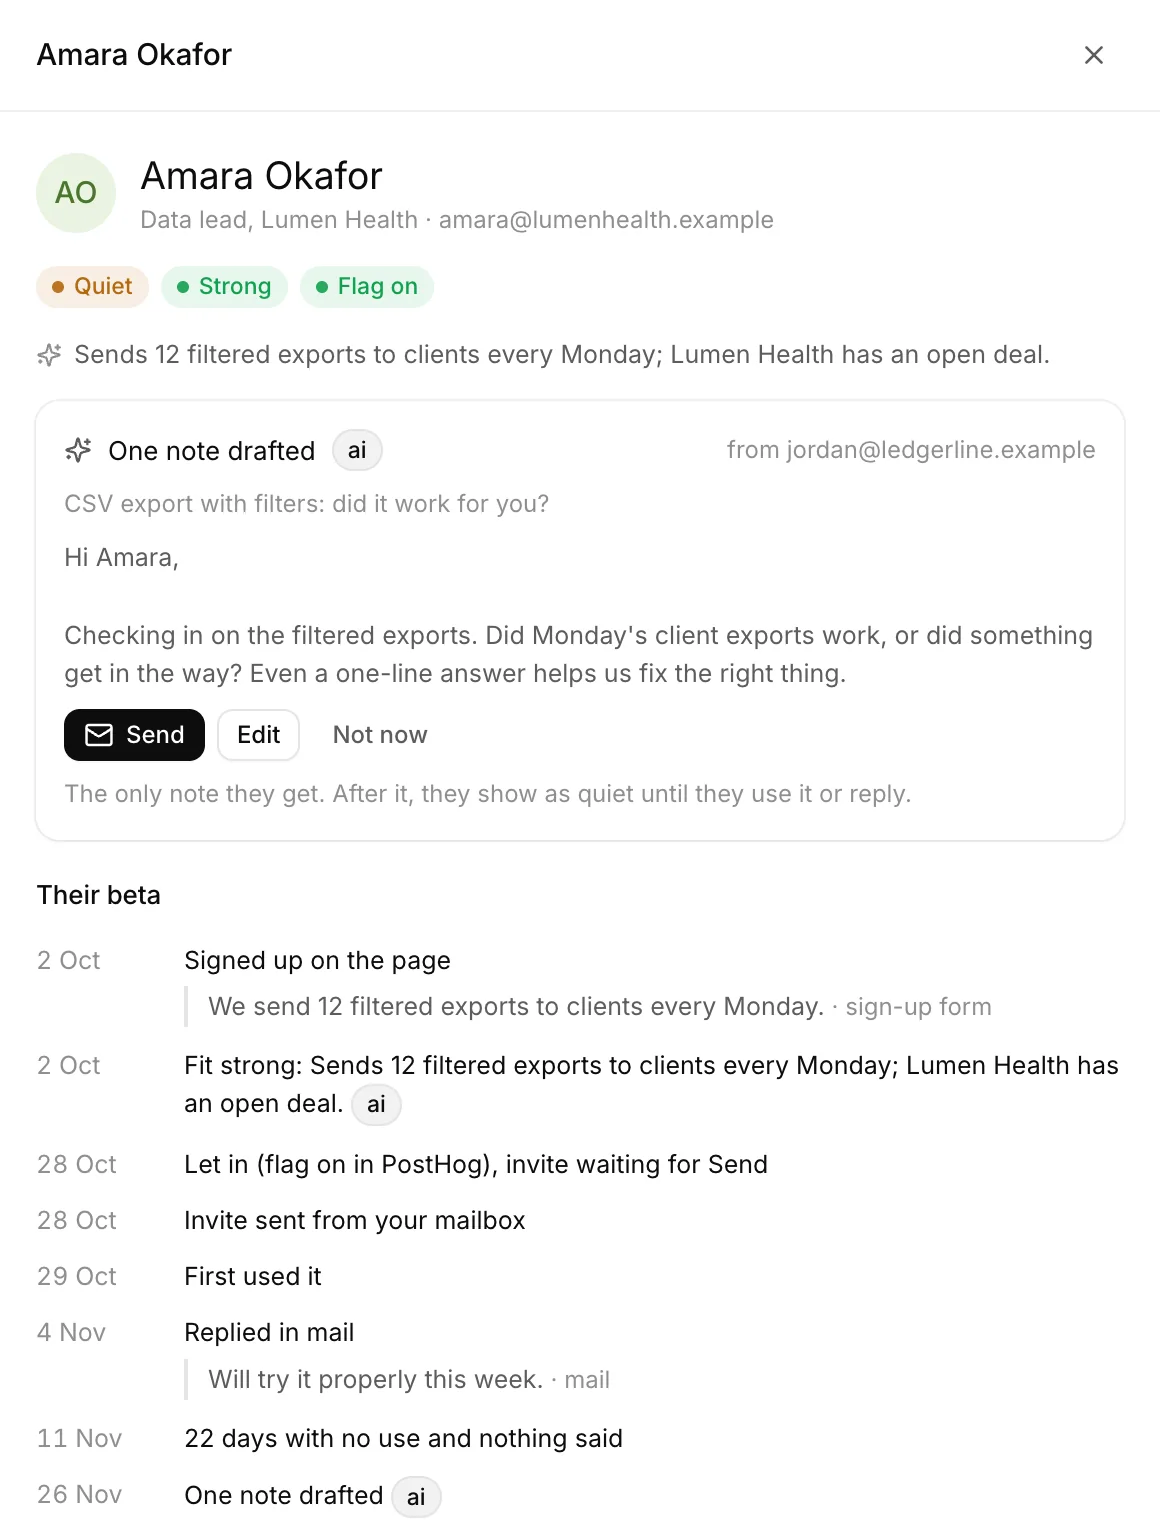 Amara Okafor
AO
Amara Okafor
Data lead, Lumen Health · amara@lumenhealth.example
Quiet
Strong
Flag on
Sends 12 filtered exports to clients every Monday; Lumen Health has an open deal.
One note drafted ai
from jordan@ledgerline.example
CSV export with filters: did it work for you?
Hi Amara,
Checking in on the filtered exports. Did Monday's client exports work, or did something
get in the way? Even a one-line answer helps us fix the right thing.
Send
Edit
Not now
The only note they get. After it, they show as quiet until they use it or reply.
Their beta
2 Oct Signed up on the page
We send 12 filtered exports to clients every Monday. · sign-up form
2 Oct Fit strong: Sends 12 filtered exports to clients every Monday; Lumen Health has
an open deal. ai
28 Oct Let in (flag on in PostHog), invite waiting for Send
28 Oct Invite sent from your mailbox
29 Oct First used it
4 Nov Replied in mail
Will try it properly this week. · mail
11 Nov 22 days with no use and nothing said
26 Nov One note drafted ai